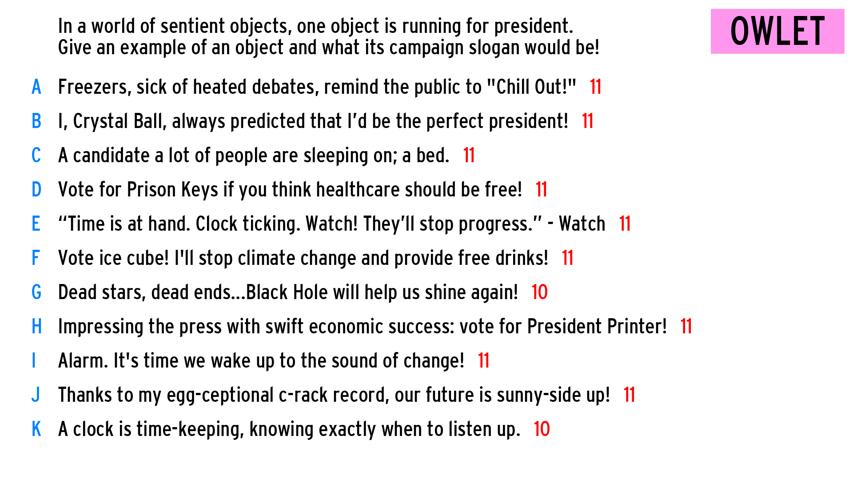 In a world of sentient objects, one object is running for president.
Give an example of an object and what its campaign slogan would be!
OWLET
A Freezers, sick of heated debates, remind the public to "Chill Out!" 11
B I, Crystal Ball, always predicted that I’d be the perfect president! 11
C A candidate a lot of people are sleeping on; a bed. 11
D Vote for Prison Keys if you think healthcare should be free! 11
E “Time is at hand. Clock ticking. Watch! They’ll stop progress.” - Watch 11
F Vote ice cube! I'll stop climate change and provide free drinks! 11
G Dead stars, dead ends...Black Hole will help us shine again! 10
H Impressing the press with swift economic success: vote for President Printer! 11
I Alarm. It's time we wake up to the sound of change! 11
J Thanks to my egg-ceptional c-rack record, our future is sunny-side up! 11
K A clock is time-keeping, knowing exactly when to listen up. 10